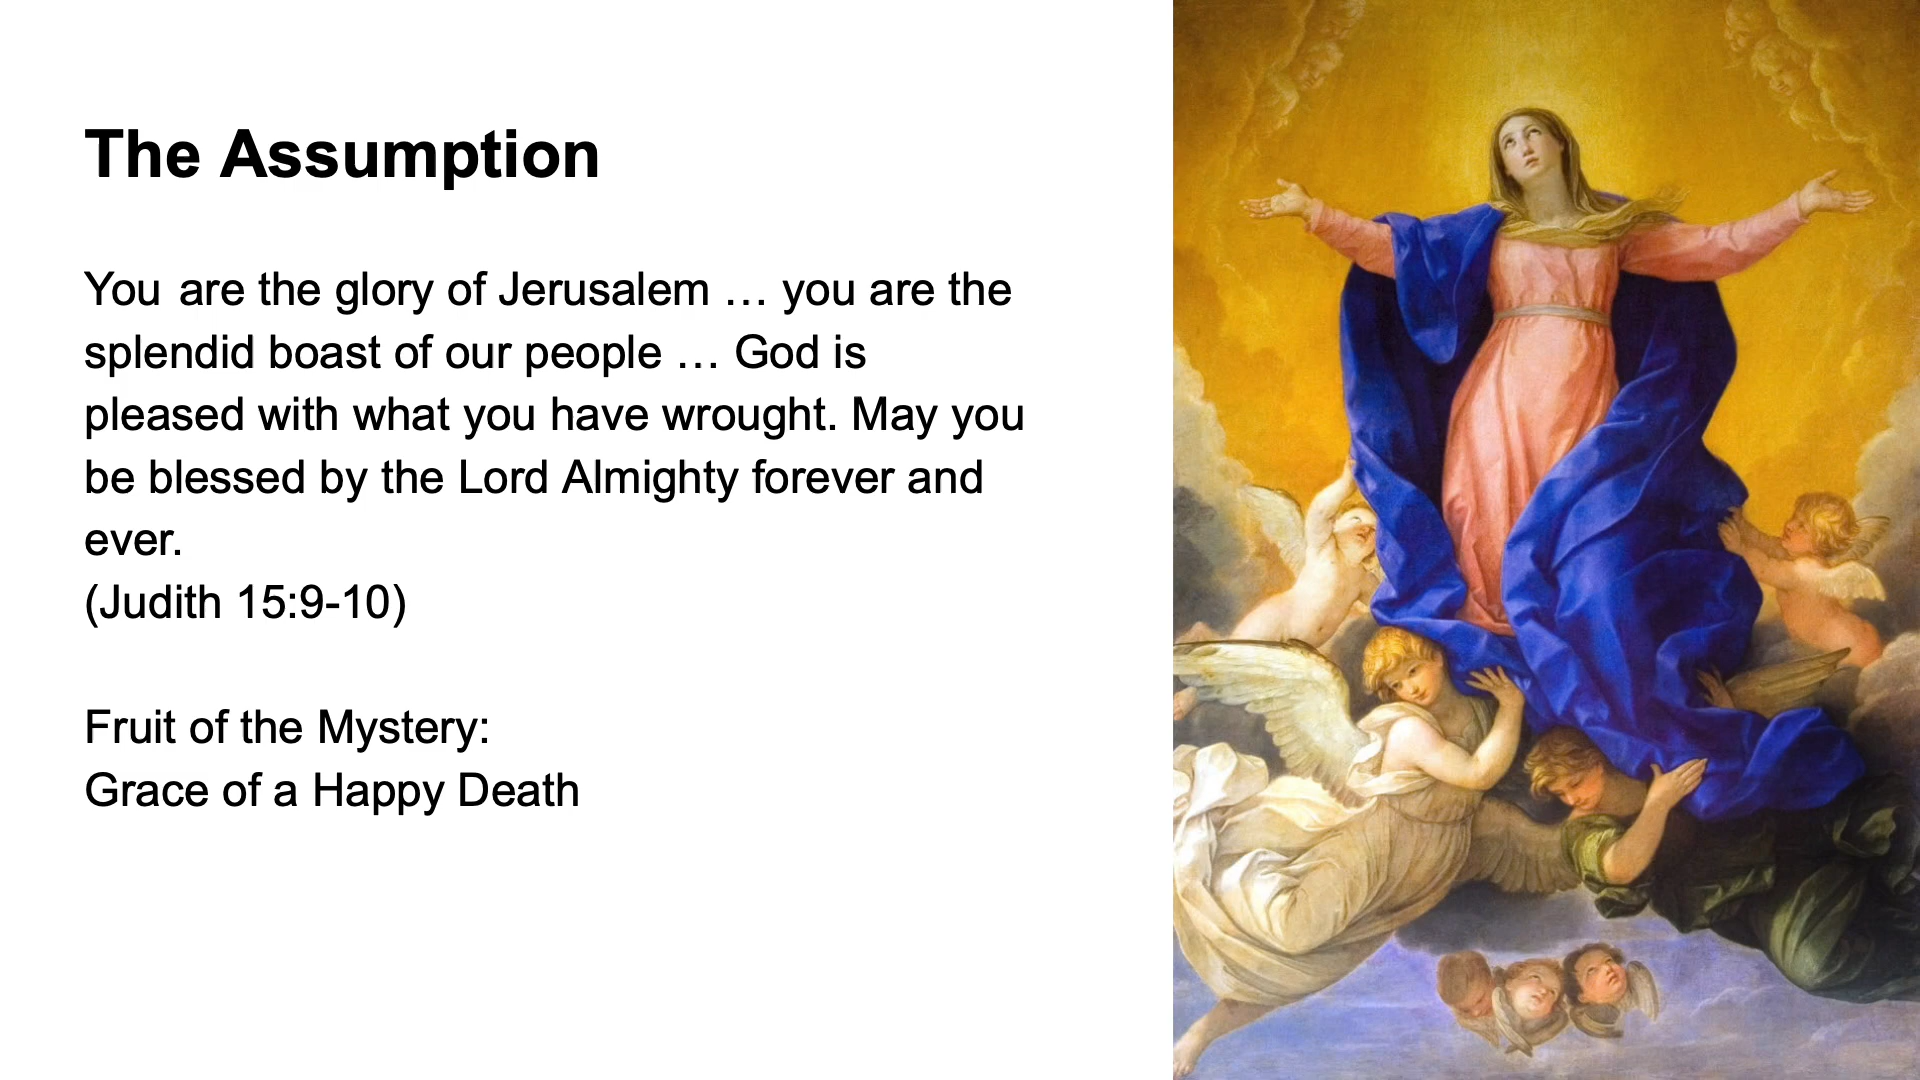 The Assumption
You are the glory of Jerusalem … you are the
splendid boast of our people … God is
pleased with what you have wrought. May you
be blessed by the Lord Almighty forever and
ever.
(Judith 15:9-10)
Fruit of the Mystery:
Grace of a Happy Death